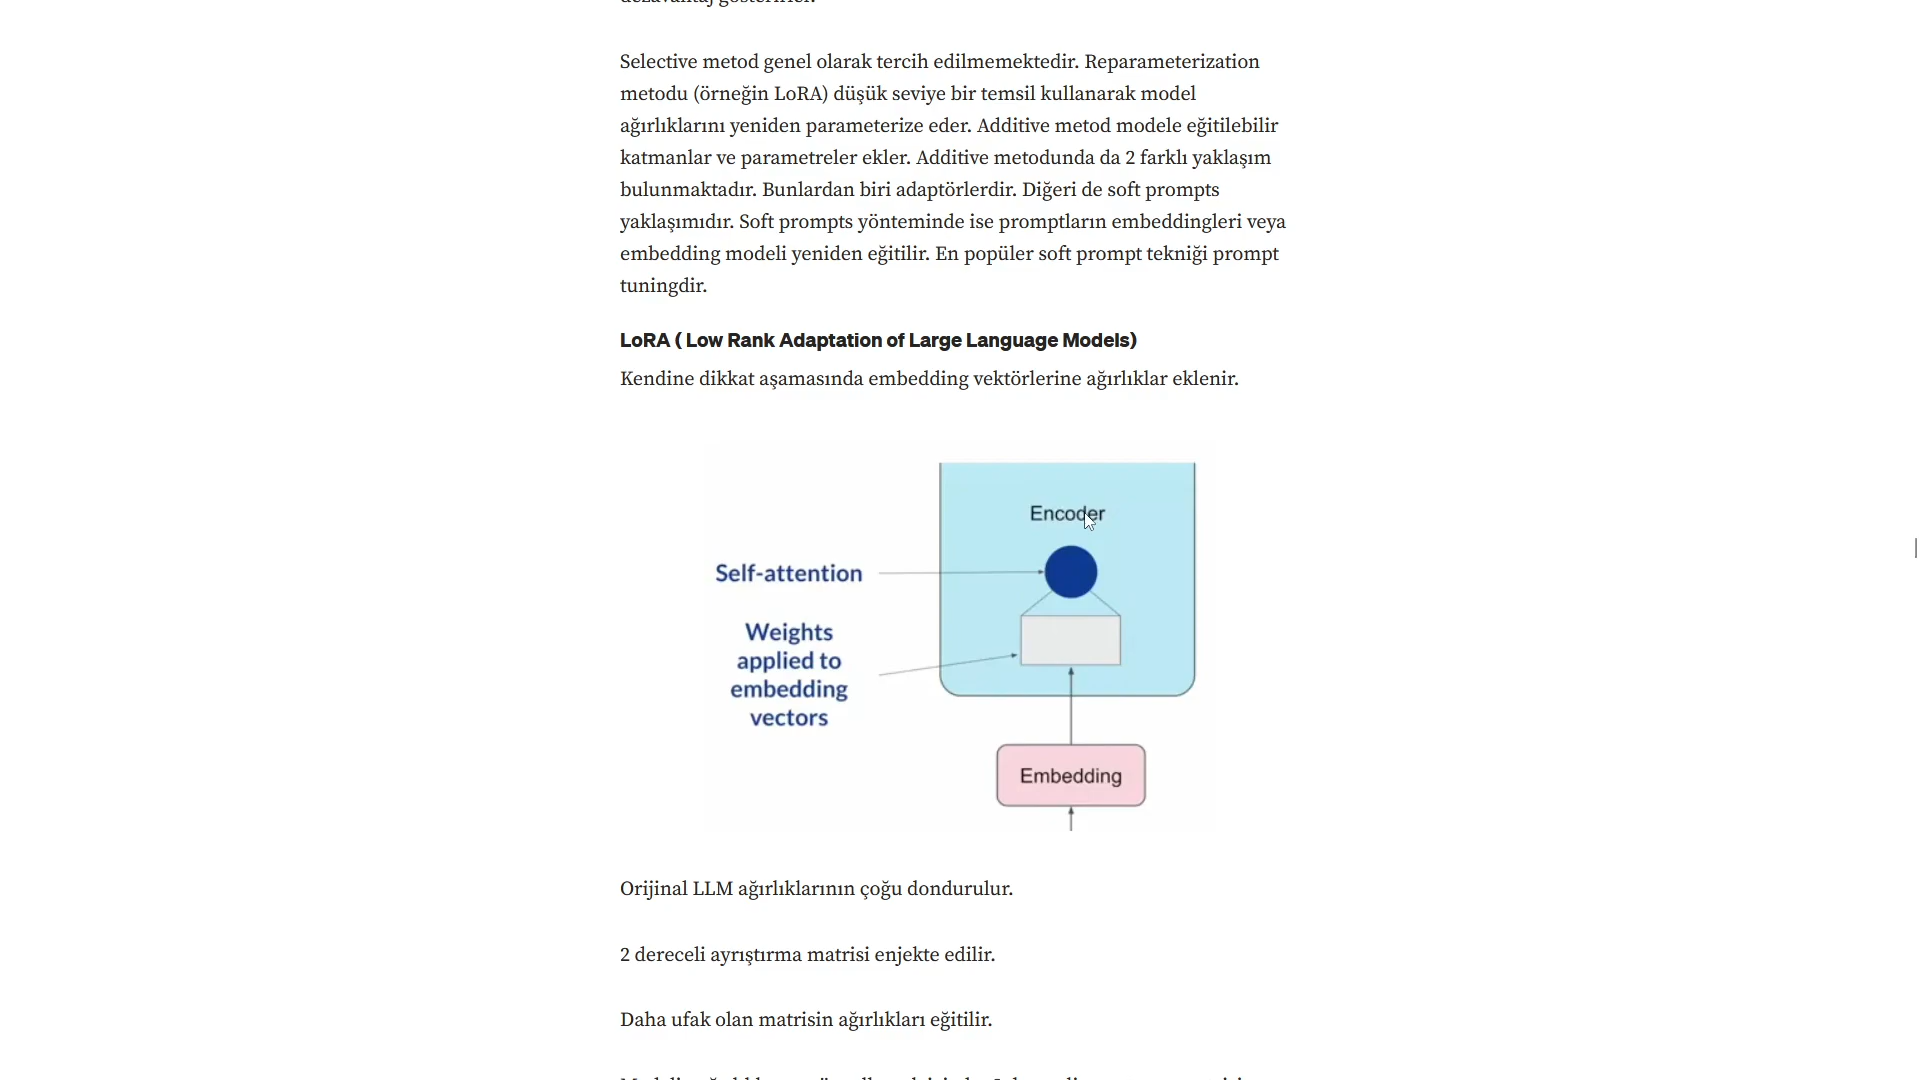 Selective metod genel olarak tercih edilmemektedir. Reparameterization
metodu (örneğin LoRA) düşük seviye bir temsil kullanarak model
ağırlıklarını yeniden parameterize eder. Additive metod modele eğitilebilir
katmanlar ve parametreler ekler. Additive metodunda da 2 farklı yaklaşım
bulunmaktadır. Bunlardan biri adaptörlerdir. Diğeri de soft prompts
yaklaşımıdır. Soft prompts yönteminde ise promptların embeddingleri veya
embedding modeli yeniden eğitilir. En popüler soft prompt tekniği prompt
tuningdir.
LoRA ( Low Rank Adaptation of Large Language Models)
Kendine dikkat aşamasında embedding vektörlerine ağırlıklar eklenir.
Encoder
Self-attention
Weights
applied to
embedding
vectors
Embedding
Orijinal LLM ağırlıklarının çoğu dondurulur.
2 dereceli ayrıştırma matrisi enjekte edilir.
Daha ufak olan matrisin ağırlıkları eğitilir.